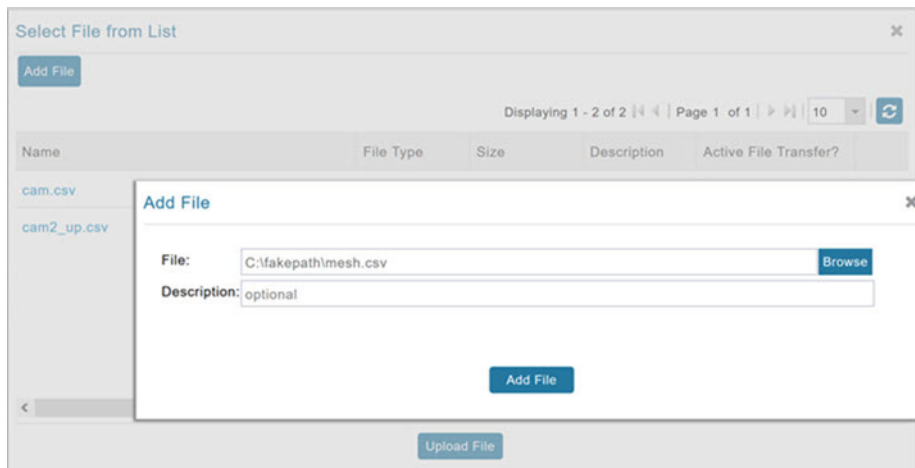 Select File from List
Add File
Displaying 1 - 2 of 2 | Page 1 of 1 | 10
Name File Type Size Description Active File Transfer?
cam.csv
cam2_up.csv
Add File
File: C:\fakepath\mesh.csv Browse
Description: optional
Add File
Upload File